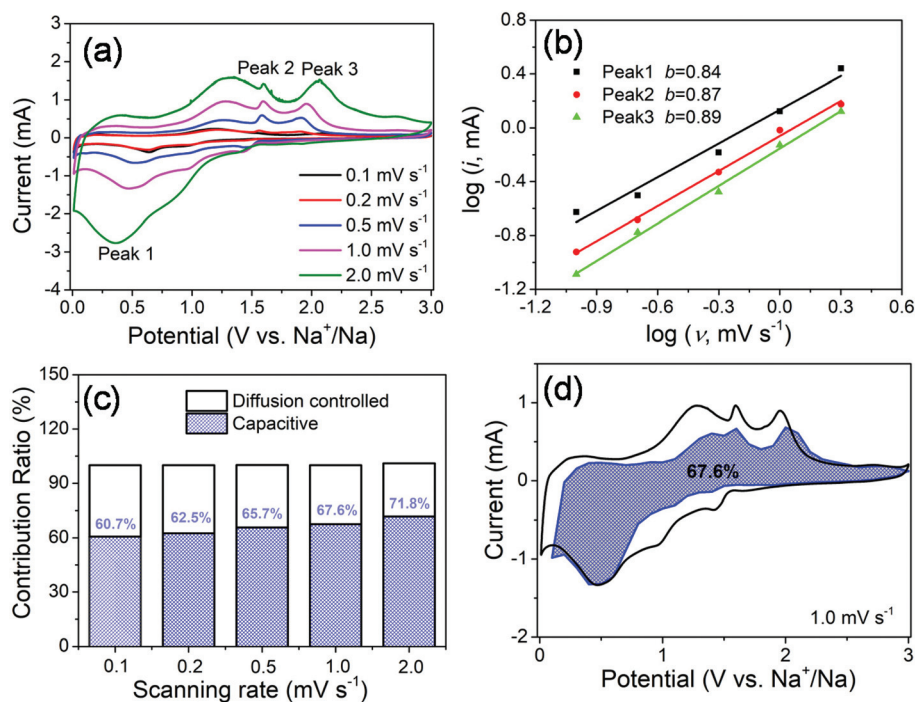 (a)
3
2
1
0
-1
-2
-3
-4
Current (mA)
Peak 2
Peak 3
Peak 1
0.1 mV s⁻¹
0.2 mV s⁻¹
0.5 mV s⁻¹
1.0 mV s⁻¹
2.0 mV s⁻¹
0.0 0.5 1.0 1.5 2.0 2.5 3.0
Potential (V vs. Na⁺/Na)
(b)
0.8
0.4
0.0
-0.4
-0.8
-1.2
log (i, mA)
Peak1 b=0.84
Peak2 b=0.87
Peak3 b=0.89
-1.2 -0.9 -0.6 -0.3 0.0 0.3 0.6
log (ν, mV s⁻¹)
(c)
150
120
90
60
30
0
Contribution Ratio (%)
Diffusion controlled
Capacitive
60.7% 62.5% 65.7% 67.6% 71.8%
0.1 0.2 0.5 1.0 2.0
Scanning rate (mV s⁻¹)
(d)
2
1
0
-1
-2
Current (mA)
67.6%
1.0 mV s⁻¹
0 1 2 3
Potential (V vs. Na⁺/Na)